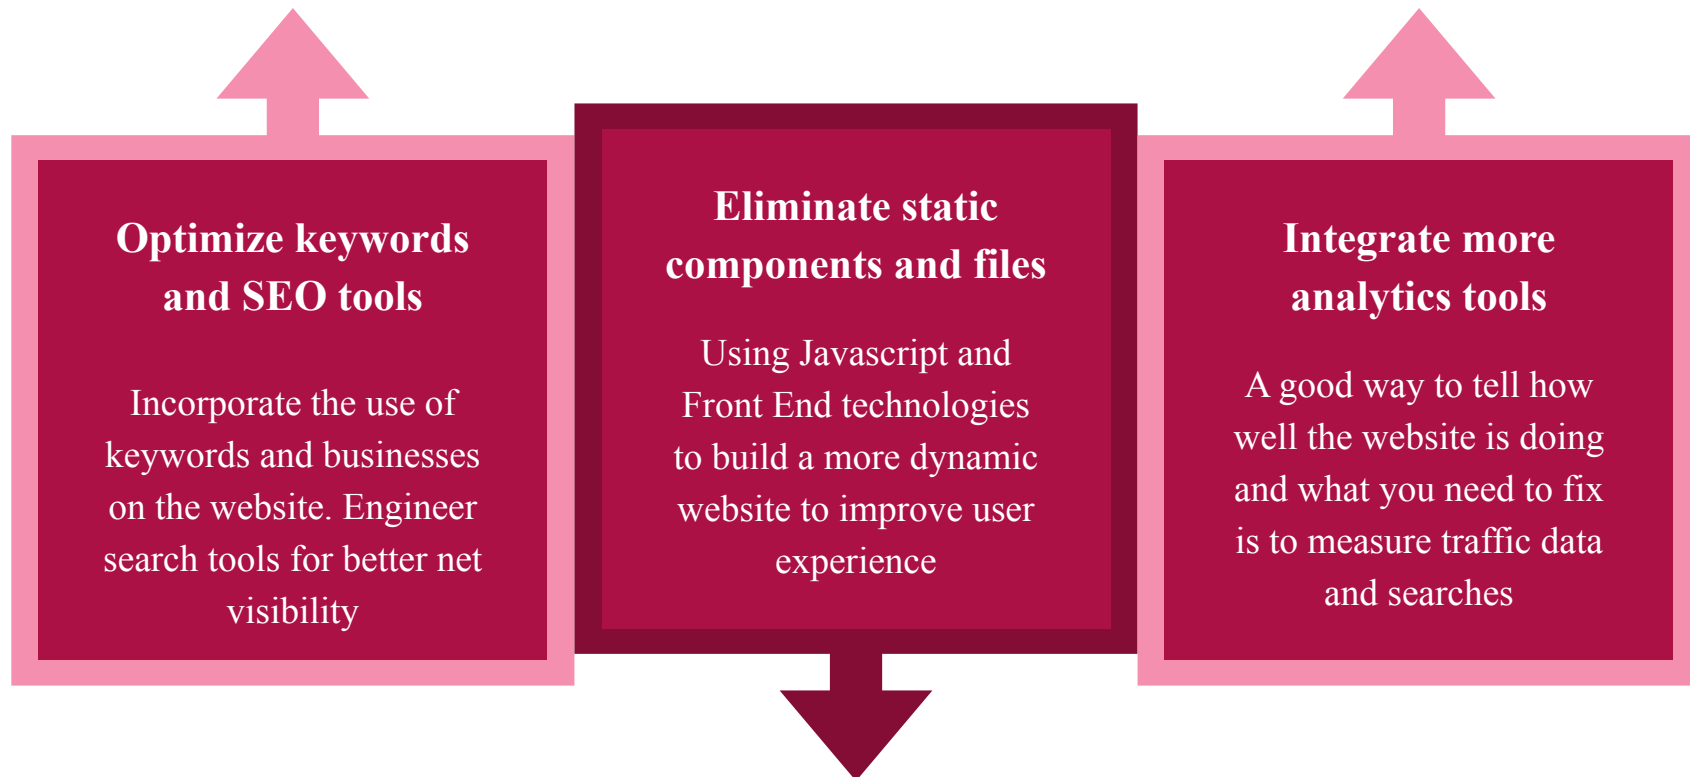 Optimize keywords
and SEO tools
Incorporate the use of
keywords and businesses
on the website. Engineer
search tools for better net
visibility
Eliminate static
components and files
Using Javascript and
Front End technologies
to build a more dynamic
website to improve user
experience
Integrate more
analytics tools
A good way to tell how
well the website is doing
and what you need to fix
is to measure traffic data
and searches